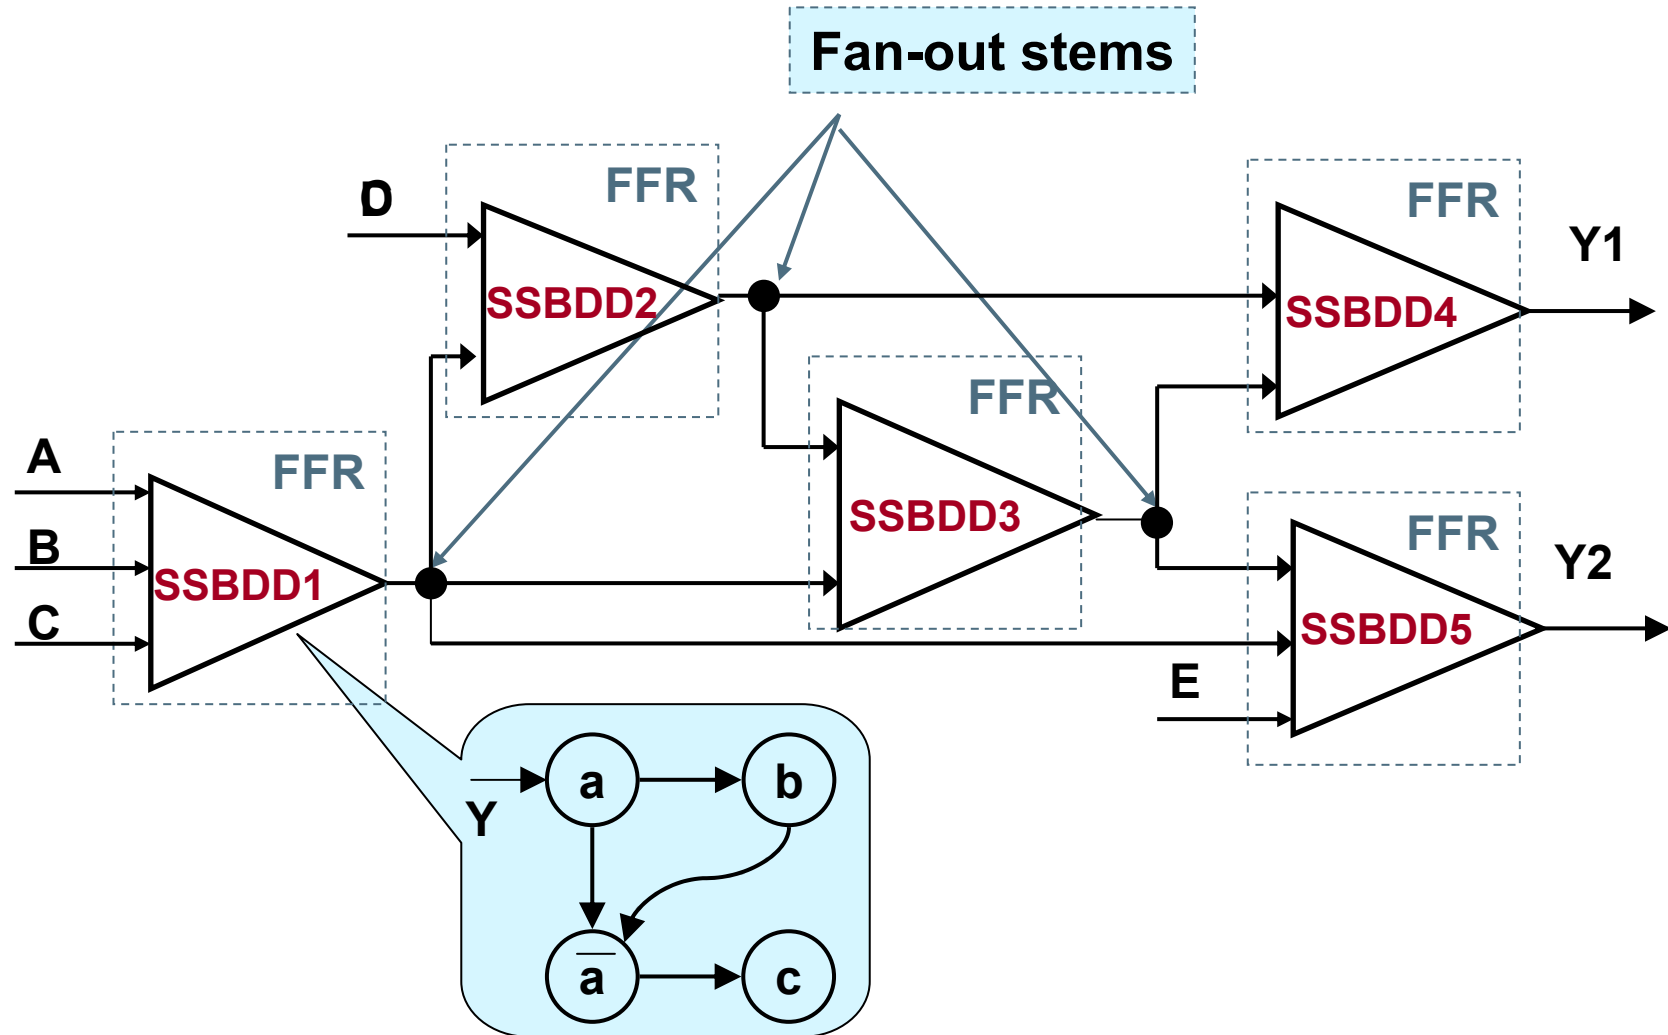 Fan-out stems
FFR
D
SSBDD2
FFR
Y1
SSBDD4
FFR
SSBDD3
A
B
C
FFR
SSBDD1
FFR
Y2
SSBDD5
E
Y
a
b
a̅
c